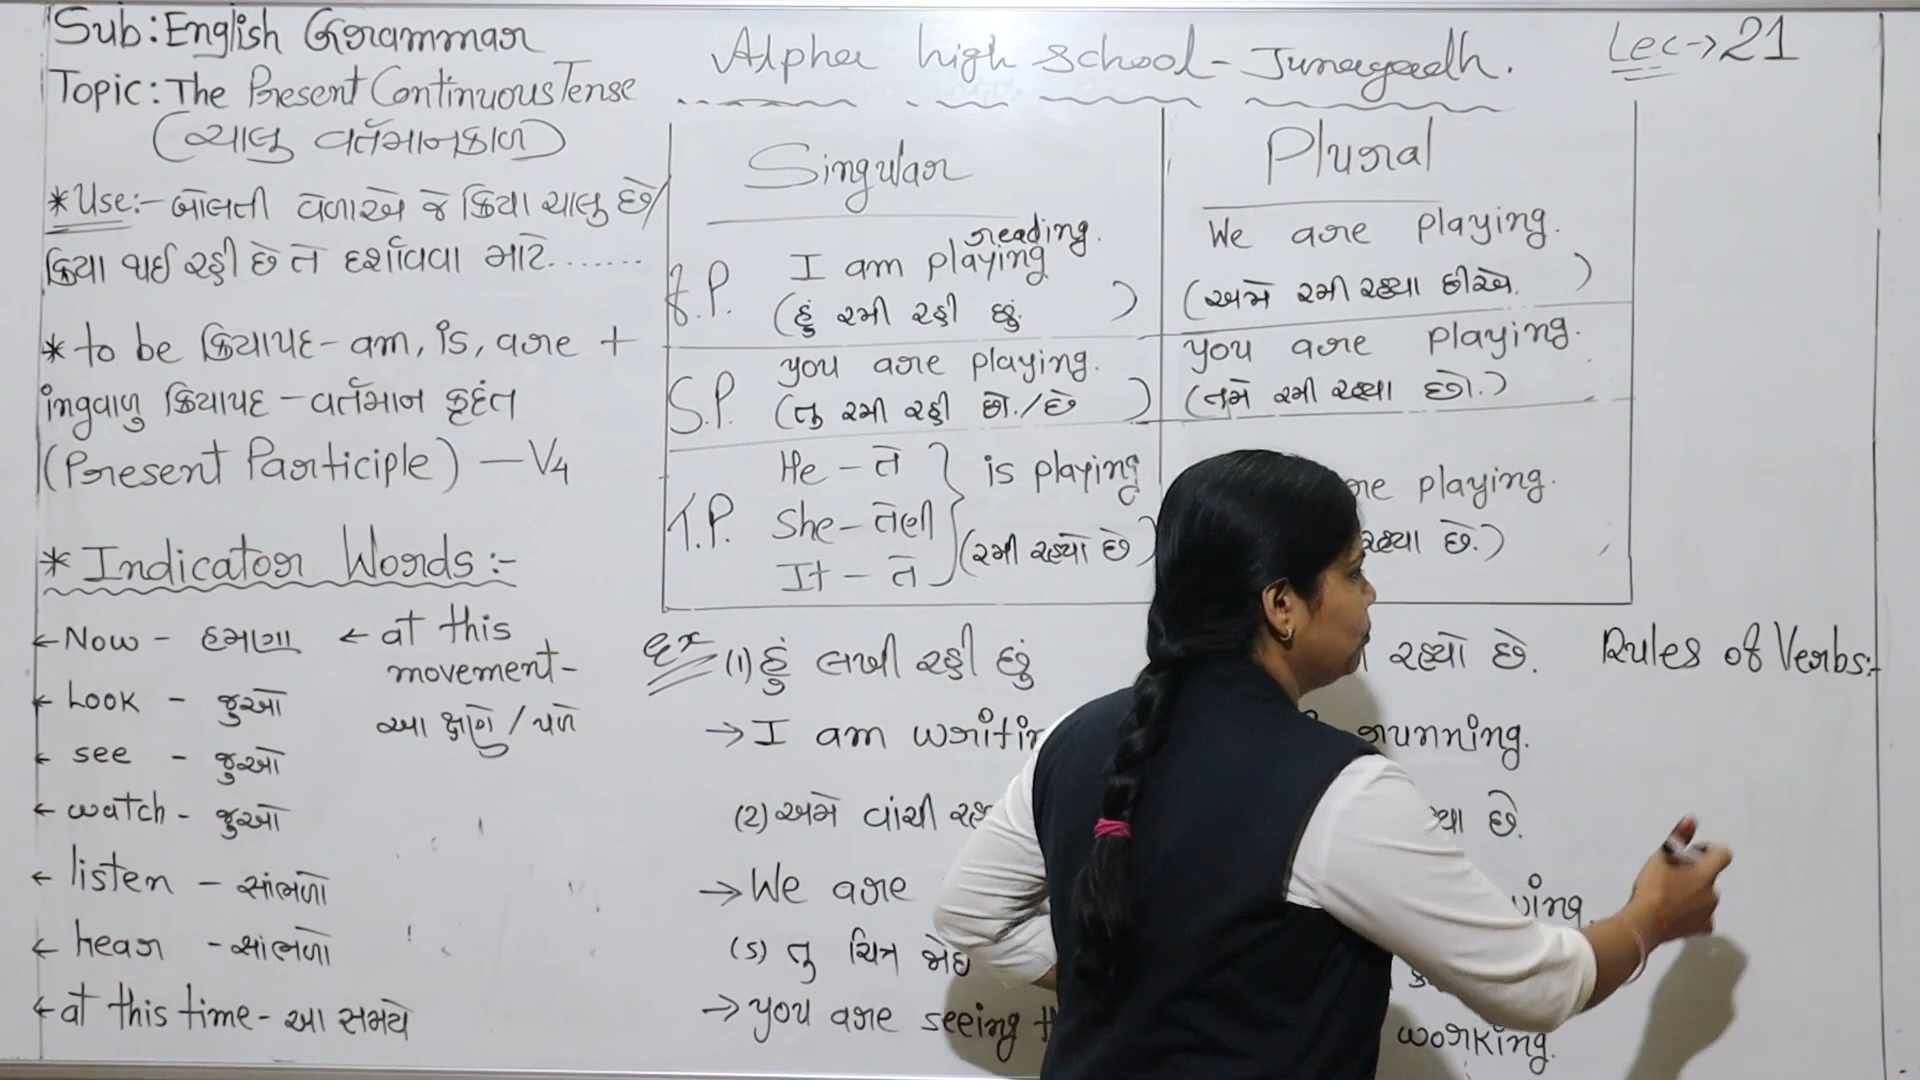 Sub:English Grammar
Topic:The Present Continuous Tense
(ચાલુ વર્તમાનકાળ)
*Use:- બોલતી વેળાએ જે ક્રિયા ચાલુ છે/
ક્રિયા થઈ રહી છે તે દર્શાવવા માટે.......
*to be ક્રિયાપદ-am, is, are +
ingવાળુ ક્રિયાપદ-વર્તમાન કૃદંત
(Present Participle) -V4
*Indicator Words:-
←Now - હમણા
←Look - જુઓ
←see - જુઓ
←watch - જુઓ
←listen - સાંભળો
←hear - સાંભળો
←at this time - આ સમયે
←at this
movement-
આ ક્ષણે/પળે
Alpha high school-Junagadh.
Lec→21
Singular
Plural
F.P.
reading.
I am playing
(હું રમી રહી છું. )
We are playing.
(અમે રમી રહ્યા છીએ. )
S.P.
you are playing.
(તુ રમી રહી છો./છે )
you are playing.
(તમે રમી રહ્યા છો.)
T.P.
He - તે
She - તેણી
It - તે
is playing
(રમી રહ્યો છે)
playing.
રહ્યા છે.)
Ex
(1) હું લખી રહી છું
→I am
(2) અમે વાંચી
→We are
તુ ચિત્ર
→you are seeing
રહ્યો છે.
running.
છે.
working.
Rules of Verbs:-